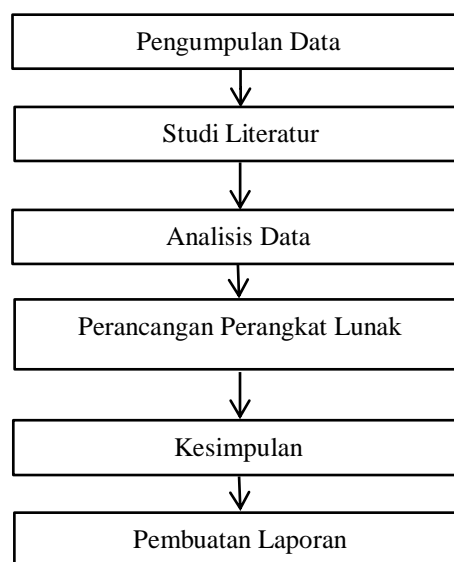 Pengumpulan Data
Studi Literatur
Analisis Data
Perancangan Perangkat Lunak
Kesimpulan
Pembuatan Laporan